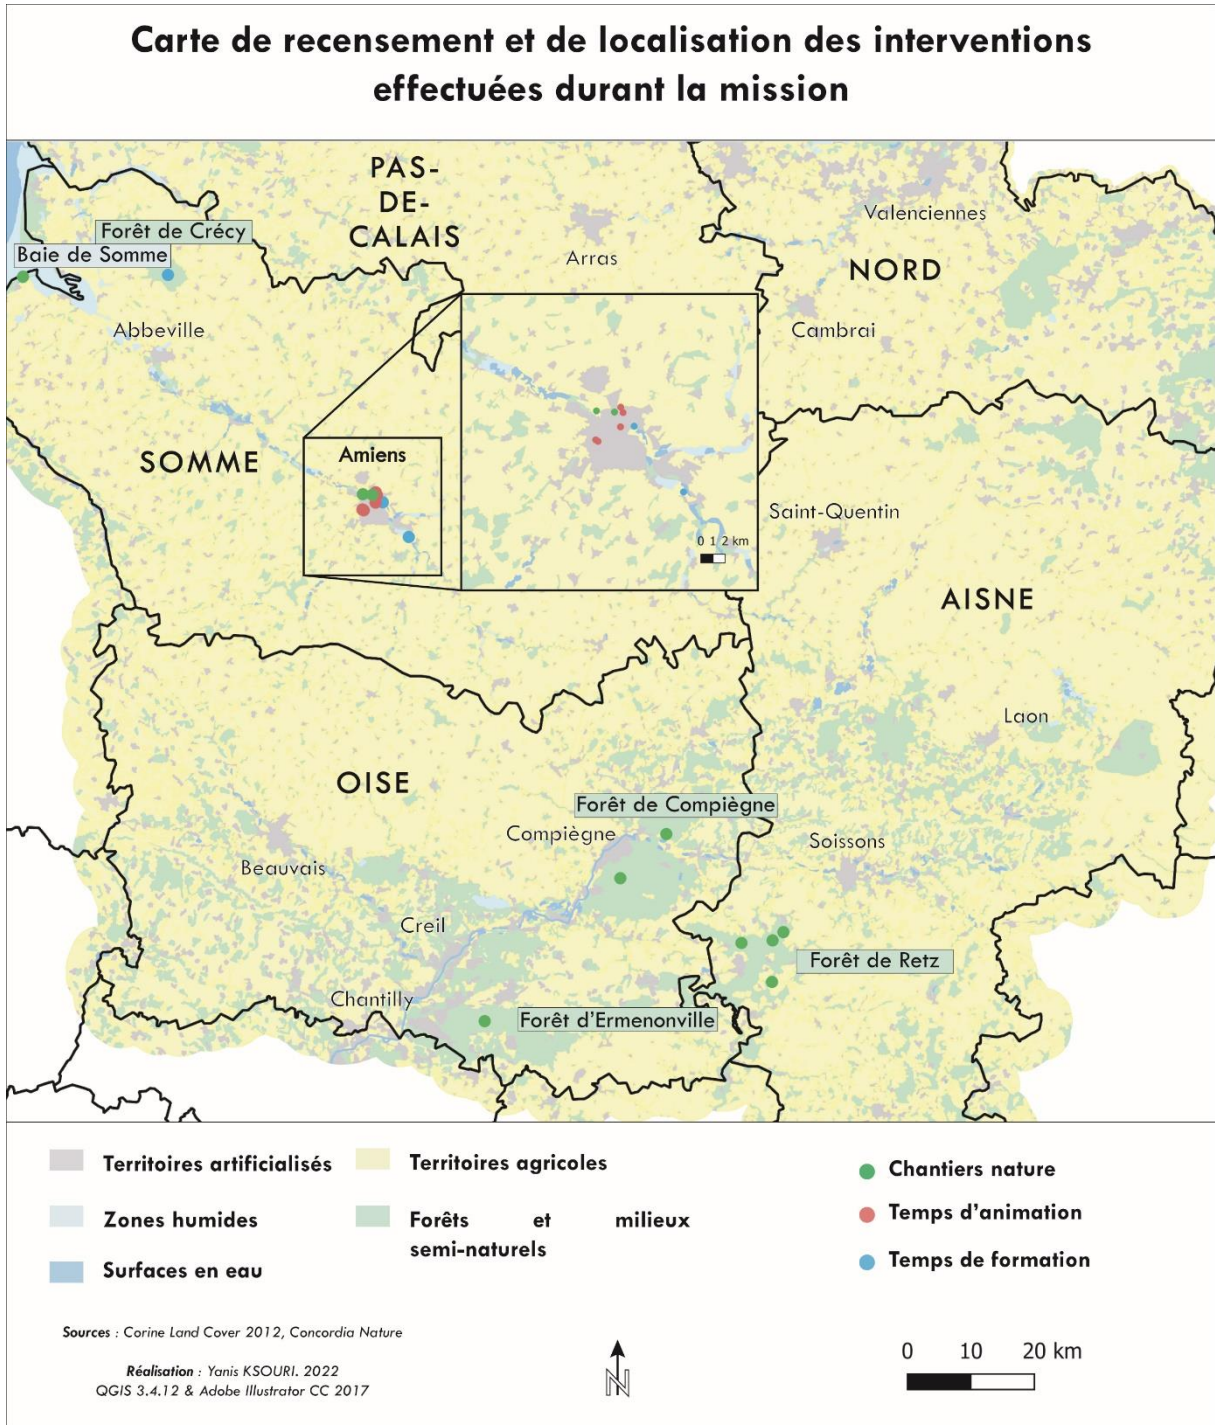 Carte de recensement et de localisation des interventions
effectuées durant la mission
PAS-
DE-
CALAIS
Valenciennes
Forêt de Crécy
Baie de Somme
Arras
NORD
Abbeville
Cambrai
SOMME
Amiens
Saint-Quentin
0 1 2 km
AISNE
Laon
OISE
Forêt de Compiègne
Compiègne
Soissons
Beauvais
Creil
Forêt de Retz
Chantilly
Forêt d'Ermenonville
Territoires artificialisés
Territoires agricoles
Chantiers nature
Zones humides
Forêts et milieux
semi-naturels
Temps d'animation
Surfaces en eau
Temps de formation
Sources : Corine Land Cover 2012, Concordia Nature
Réalisation : Yanis KSOURI. 2022
QGIS 3.4.12 & Adobe Illustrator CC 2017
N
0 10 20 km